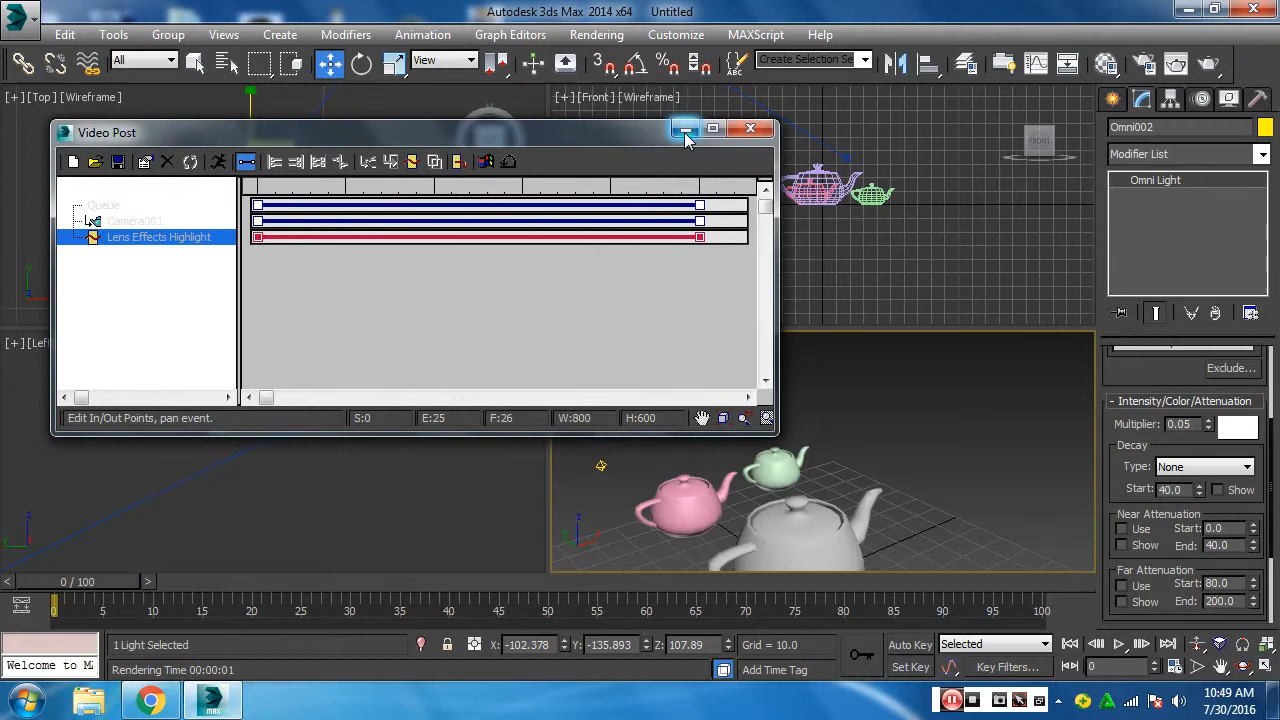 Autodesk 3ds Max 2014 x64 Untitled
Edit Tools Group Views Create Modifiers Animation Graph Editors Rendering Customize MAXScript Help
All
View
Create Selection Se
[+] [Top] [Wireframe]
[+] [Front] [Wireframe]
FRONT
Video Post
Queue
Camera001
Lens Effects Highlight
Edit In/Out Points, pan event.
S:0
E:25
F:26
W:800
H:600
[+] [Left
z
x
z
z
y
x
Omni002
Modifier List
Omni Light
Exclude...
- Intensity/Color/Attenuation
Multiplier: 0.05
Decay
Type: None
Start: 40.0 Show
Near Attenuation
Use Start: 0.0
Show End: 40.0
Far Attenuation
Use Start: 80.0
Show End: 200.0
< 0 / 100 >
0 5 10 15 20 25 30 35 40 45 50 55 60 65 70 75 80 85 90 95 100
1 Light Selected
X: -102.378 Y: -135.893 Z: 107.89 Grid = 10.0
Auto Key Selected
Welcome to M
Rendering Time 00:00:01
Add Time Tag
Set Key
Key Filters...
0
MAX
10:49 AM
7/30/2016